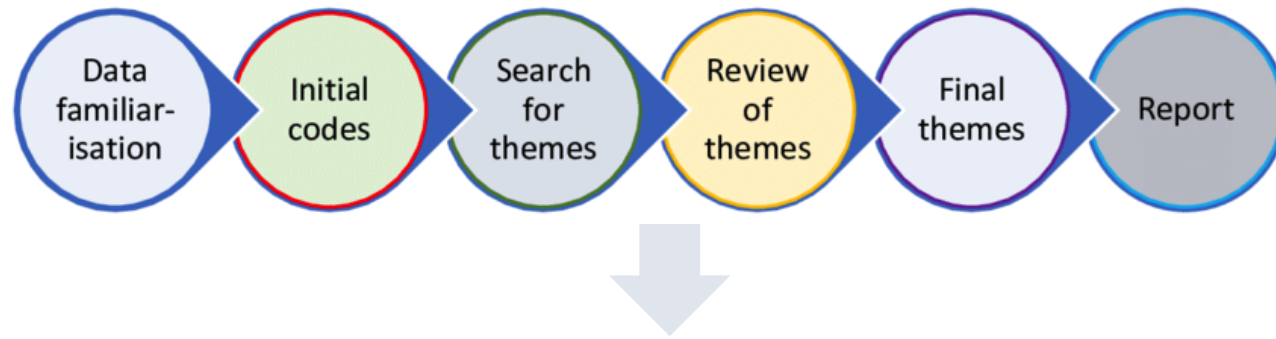 Data
familiar-
isation
Initial
codes
Search
for
themes
Review
of
themes
Final
themes
Report